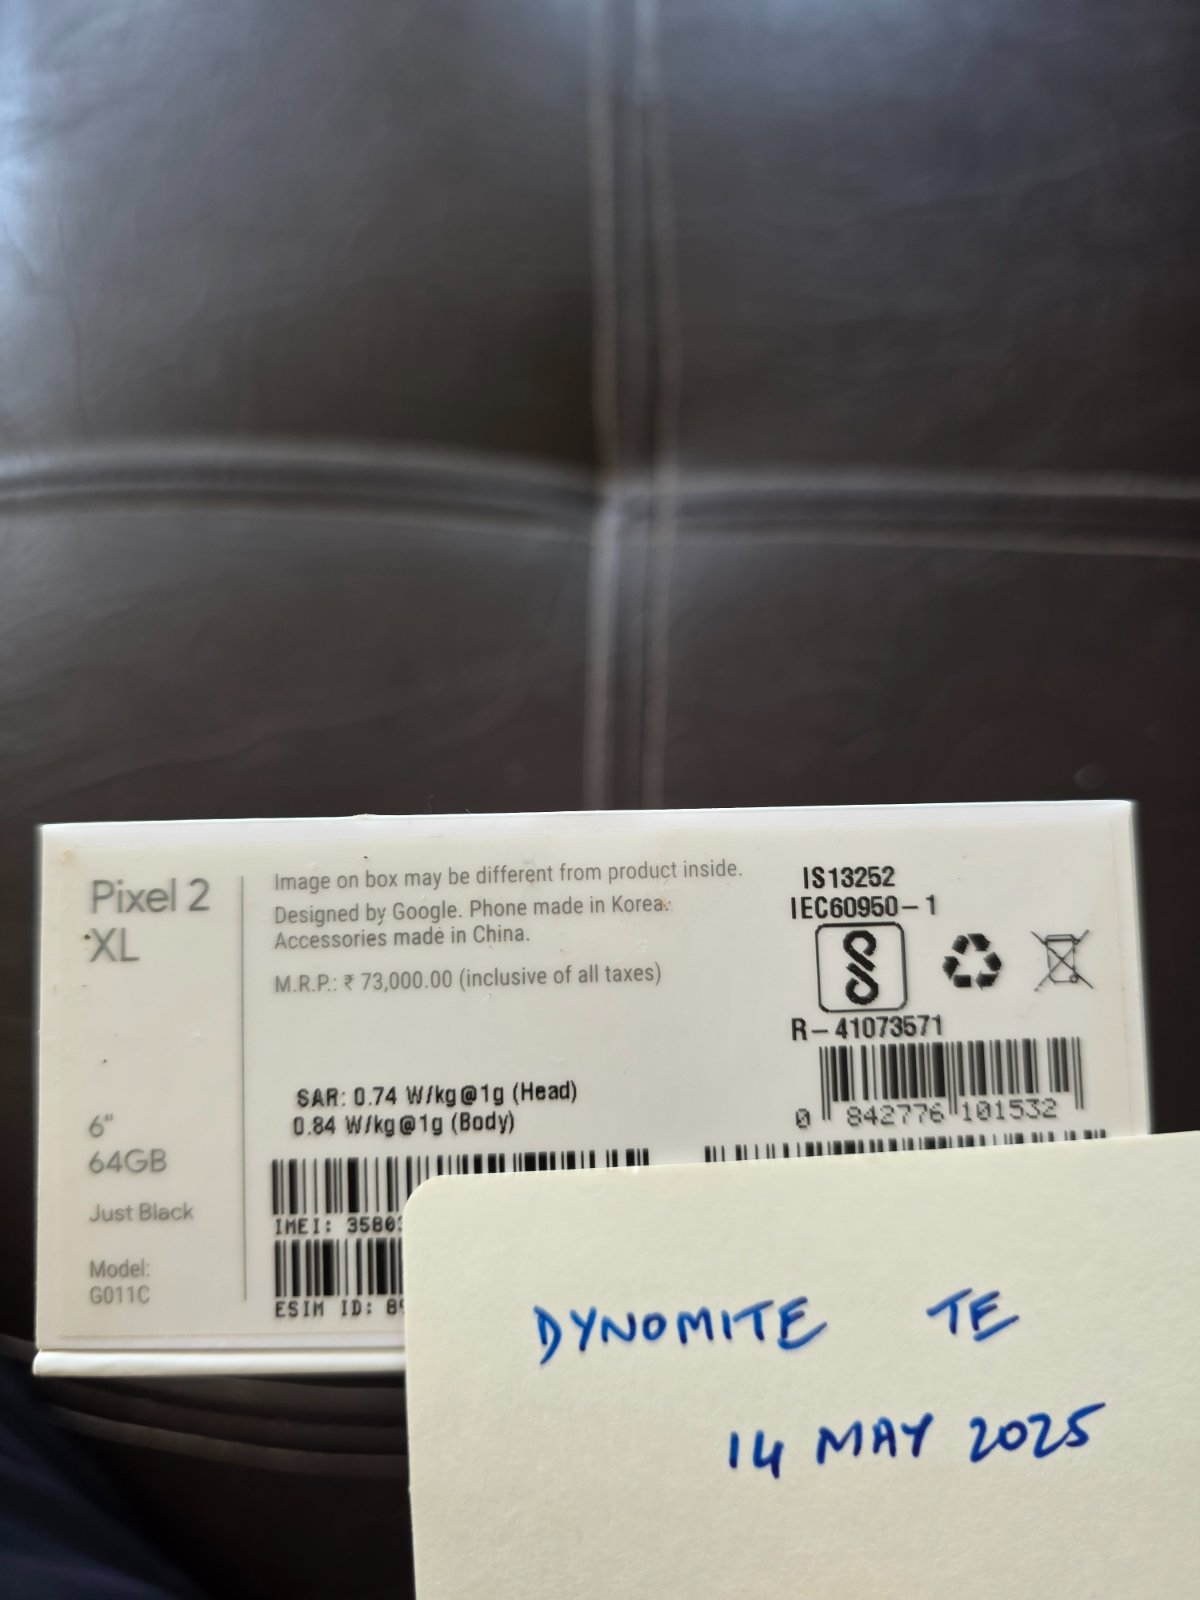 Pixel 2
XL
6"
64GB
Just Black
Model:
G011C
Image on box may be different from product inside.
Designed by Google. Phone made in Korea.
Accessories made in China.
M.R.P.: ₹ 73,000.00 (inclusive of all taxes)
SAR: 0.74 W/kg@1g (Head)
0.84 W/kg@1g (Body)
IMEI: 3580
ESIM ID: 8
IS13252
IEC60950-1
R-41073571
0 842776 101532
DYNOMITE TE
14 MAY 2025